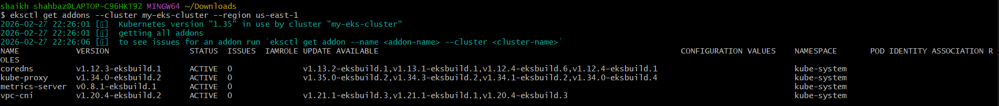 shaikh shahbaz@LAPTOP-C96HKT92 MINGW64 ~/Downloads
$ eksctl get addons --cluster my-eks-cluster --region us-east-1
2026-02-27 22:26:01 [ℹ]  Kubernetes version "1.35" in use by cluster "my-eks-cluster"
2026-02-27 22:26:01 [ℹ]  getting all addons
2026-02-27 22:26:06 [ℹ]  to see issues for an addon run `eksctl get addon --name <addon-name> --cluster <cluster-name>`
NAME VERSION STATUS ISSUES IAMROLE UPDATE AVAILABLE CONFIGURATION VALUES NAMESPACE POD IDENTITY ASSOCIATION R
OLES
coredns v1.12.3-eksbuild.1 ACTIVE 0 v1.13.2-eksbuild.1,v1.13.1-eksbuild.1,v1.12.4-eksbuild.6,v1.12.4-eksbuild.1 kube-system
kube-proxy v1.34.0-eksbuild.2 ACTIVE 0 v1.35.0-eksbuild.2,v1.34.3-eksbuild.2,v1.34.1-eksbuild.2,v1.34.0-eksbuild.4 kube-system
metrics-server v0.8.1-eksbuild.1 ACTIVE 0 kube-system
vpc-cni v1.20.4-eksbuild.2 ACTIVE 0 v1.21.1-eksbuild.3,v1.21.1-eksbuild.1,v1.20.4-eksbuild.3 kube-system